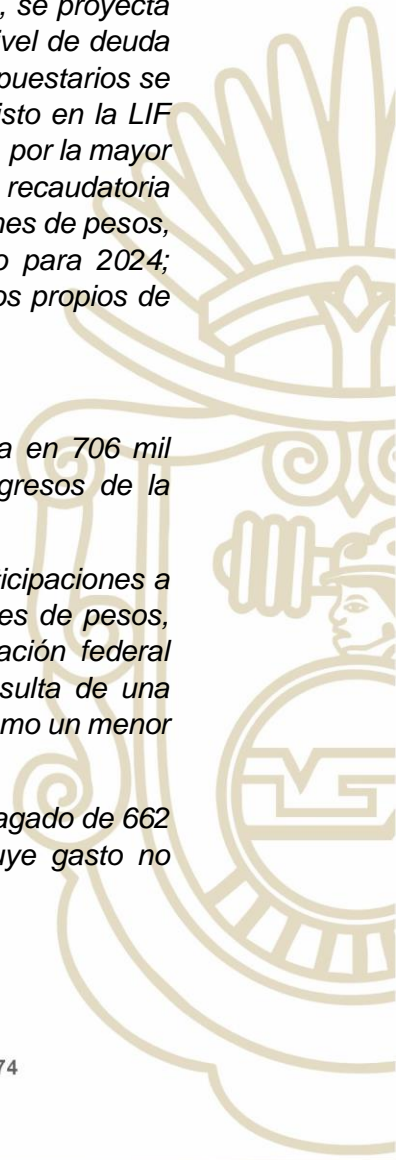 , se proyecta
ivel de deuda
puestarios se
isto en la LIF
por la mayor
recaudatoria
nes de pesos,
o para 2024;
os propios de
a en 706 mil
gresos de la
ticipaciones a
es de pesos,
ación federal
sulta de una
omo un menor
agado de 662
uye gasto no
74